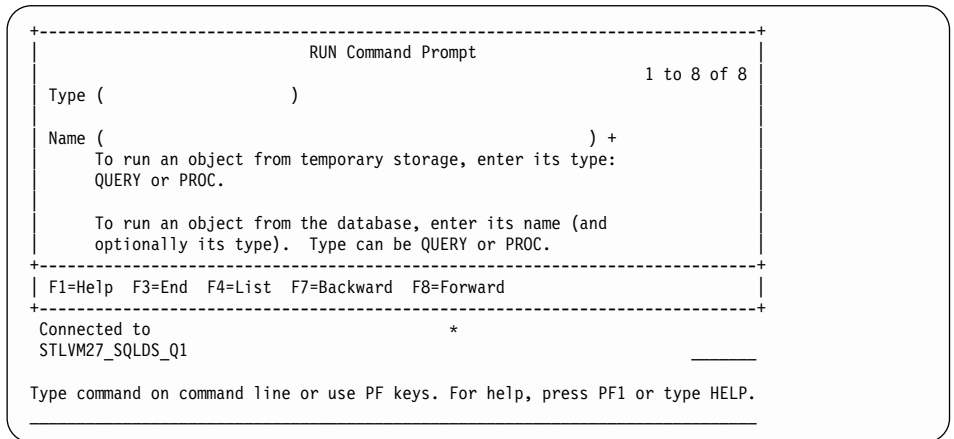 RUN Command Prompt
1 to 8 of 8
Type ( )
Name ( ) +
To run an object from temporary storage, enter its type:
QUERY or PROC.
To run an object from the database, enter its name (and
optionally its type). Type can be QUERY or PROC.
F1=Help F3=End F4=List F7=Backward F8=Forward
Connected to *
STLVM27_SQLDS_Q1
Type command on command line or use PF keys. For help, press PF1 or type HELP.